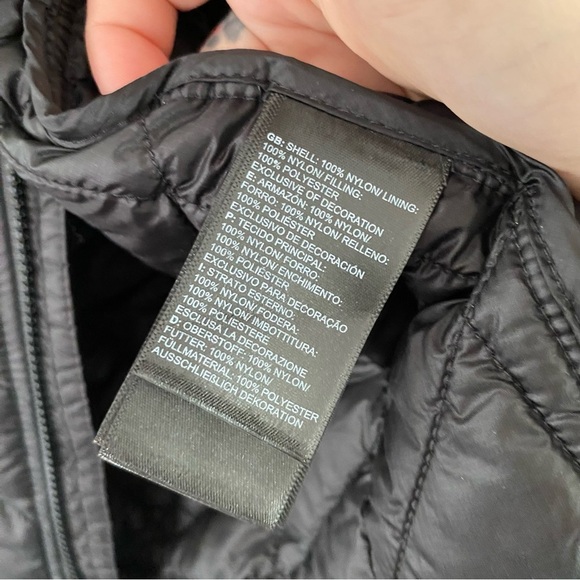 GB: SHELL: 100% NYLON/ LINING:
100% NYLON/ FILLING:
100% POLYESTER
EXCLUSIVE OF DECORATION
E: ARMAZON: 100% NYLON/
FORRO: 100% NYLON/ RELLENO:
100% POLIÉSTER
EXCLUSIVO DE DECORACIÓN
P: TECIDO PRINCIPAL:
100% NYLON/ FORRO:
100% NYLON/ ENCHIMENTO:
100% POLIÉSTER
EXCLUSIVO PARA DECORAÇÃO
I: STRATO ESTERNO:
100% NYLON/ FODERA:
100% NYLON/ IMBOTTITURA:
100% POLIESTERE
ESCLUSA LA DECORAZIONE
D: OBERSTOFF: 100% NYLON/
FUTTER: 100% NYLON/
FÜLLMATERIAL: 100% POLYESTER
AUSSCHLIEßLICH DEKORATION